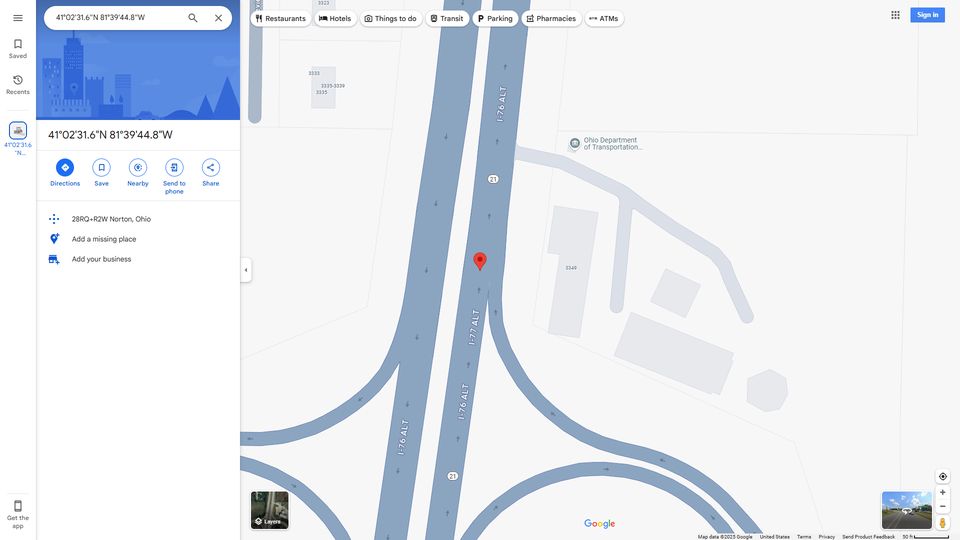 41°02'31.6"N 81°39'44.8"W
Restaurants
Hotels
Things to do
Transit
Parking
Pharmacies
ATMs
Sign in
Saved
Recents
41°02'31.6
"N...
41°02'31.6"N 81°39'44.8"W
Directions
Save
Nearby
Send to
phone
Share
28RQ+R2W Norton, Ohio
Add a missing place
Add your business
Get the
app
3323
3333
3335-3339
3335
I-76 ALT
Ohio Department
of Transportation...
21
3349
I-77 ALT
I-76 ALT
I-76 ALT
21
Layers
Google
Map data ©2025 Google
United States
Terms
Privacy
Send Product Feedback
50 ft